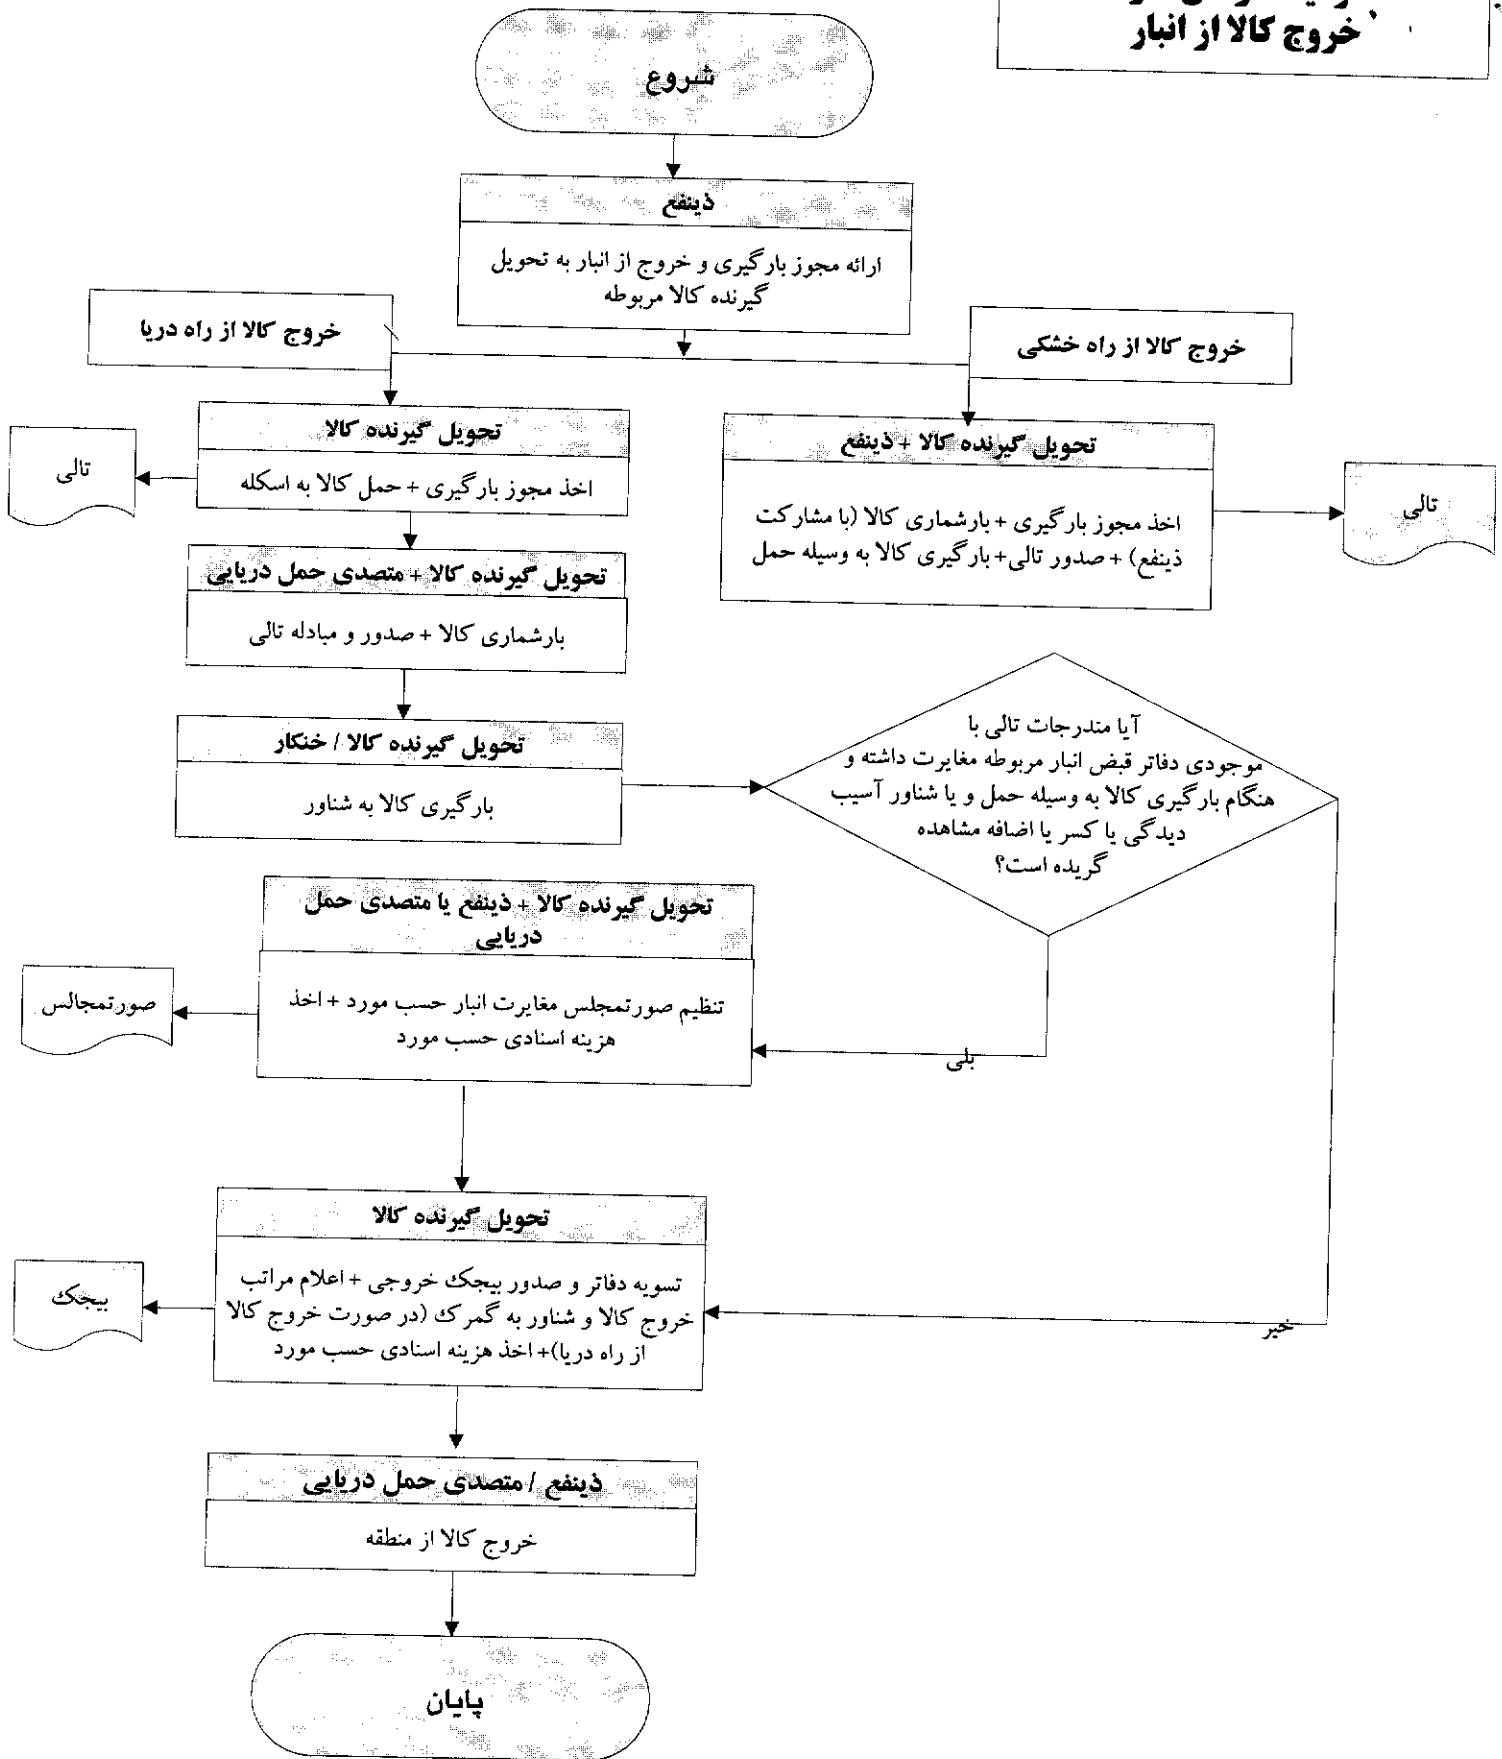 خروج کالا از انبار
شروع
ذینفع
ارائه مجوز بارگیری و خروج از انبار به تحویل
گیرنده کالا مربوطه
خروج کالا از راه خشکی
خروج کالا از راه دریا
تحویل گیرنده کالا + ذینفع
اخذ مجوز بارگیری + بارشماری کالا (با مشارکت
ذینفع) + صدور تالی+ بارگیری کالا به وسیله حمل
تالی
تحویل گیرنده کالا
اخذ مجوز بارگیری + حمل کالا به اسکله
تالی
تحویل گیرنده کالا + متصدی حمل دریایی
بارشماری کالا + صدور و مبادله تالی
تحویل گیرنده کالا / خنکار
بارگیری کالا به شناور
آیا مندرجات تالی با
موجودی دفاتر قبض انبار مربوطه مغایرت داشته و
هنگام بارگیری کالا به وسیله حمل و یا شناور آسیب
دیدگی یا کسر یا اضافه مشاهده
گریده است؟
تحویل گیرنده کالا + ذینفع یا متصدی حمل
دریایی
تنظیم صورتمجلس مغایرت انبار حسب مورد + اخذ
هزینه اسنادی حسب مورد
صورتمجالس
بلی
تحویل گیرنده کالا
تسویه دفاتر و صدور بیجک خروجی + اعلام مراتب
خروج کالا و شناور به گمرک (در صورت خروج کالا
از راه دریا)+ اخذ هزینه اسنادی حسب مورد
بیجک
خیر
ذینفع / متصدی حمل دریایی
خروج کالا از منطقه
پایان